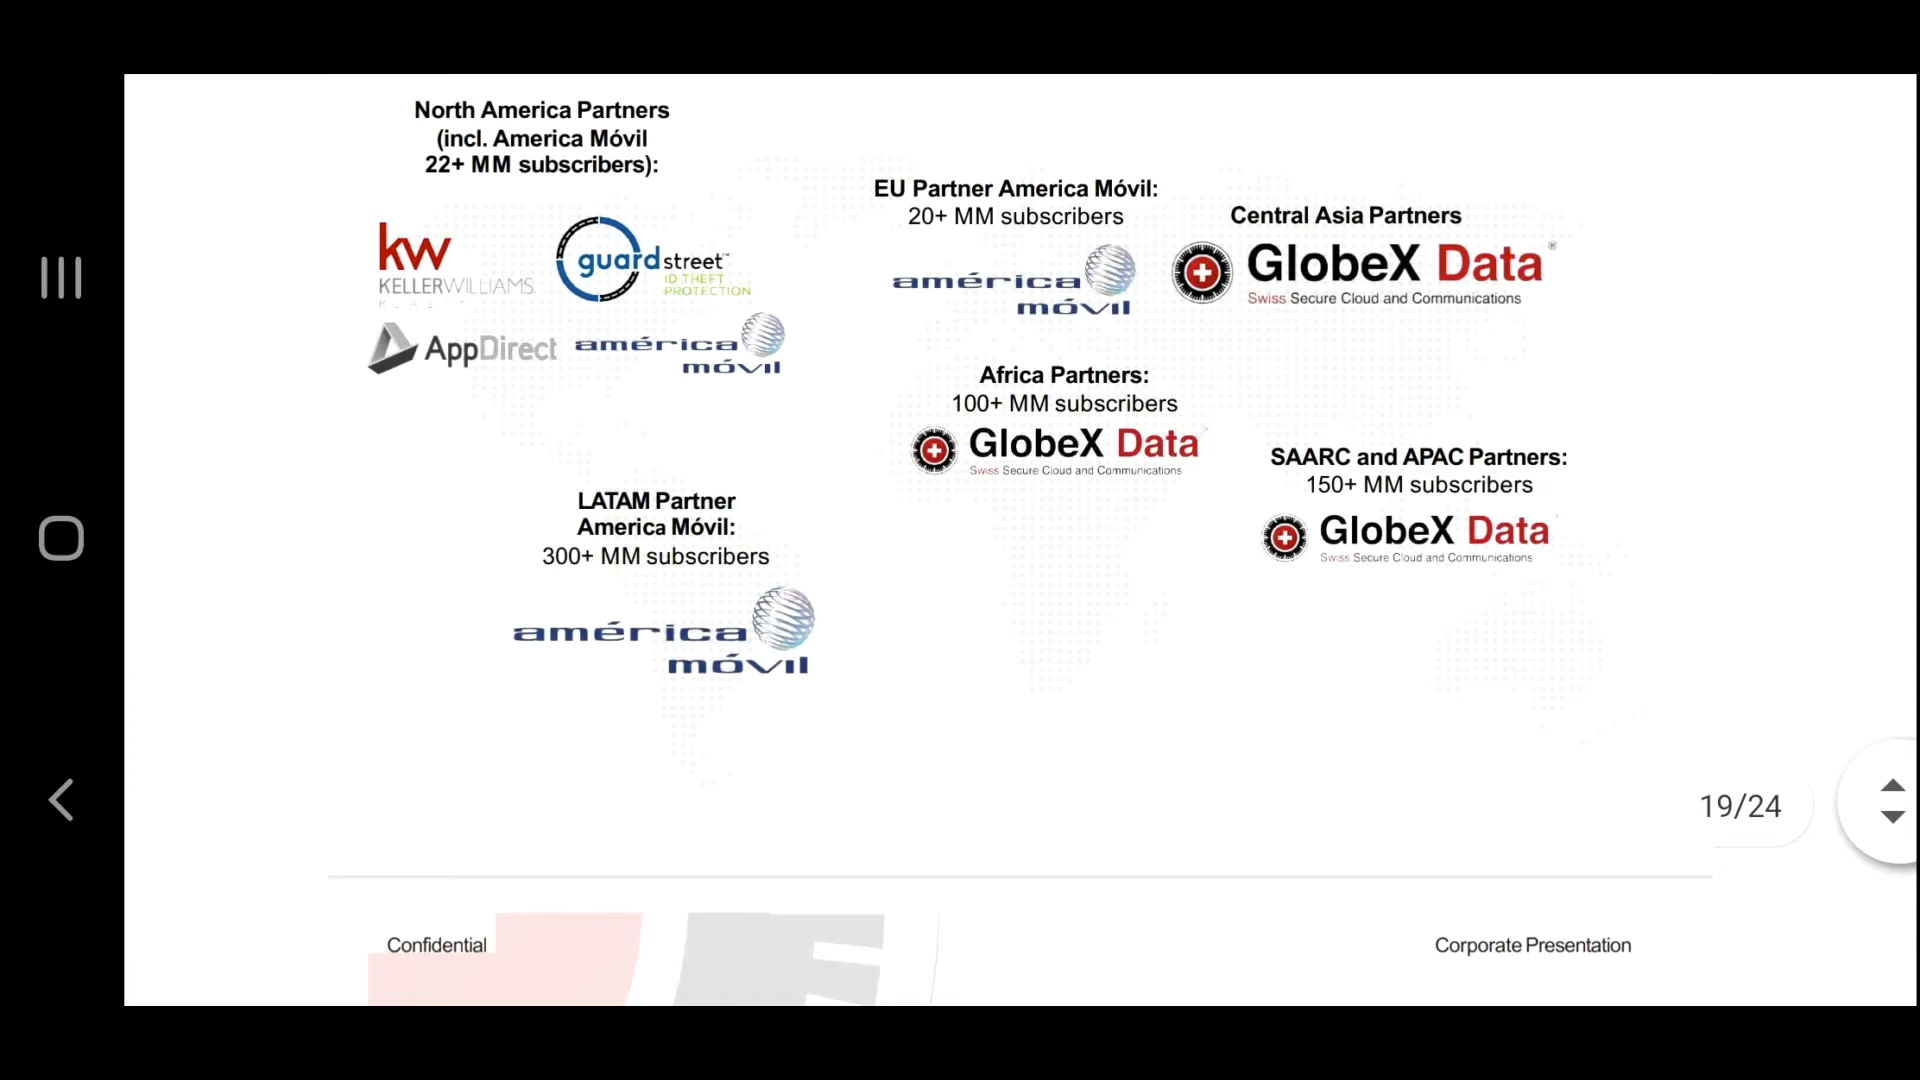 North America Partners
(incl. America Móvil
22+ MM subscribers):
kw
KELLERWILLIAMS.
guardstreet™
ID THEFT
PROTECTION
AppDirect
américa
móvil
EU Partner America Móvil:
20+ MM subscribers
américa
móvil
Central Asia Partners
GlobeX Data®
Swiss Secure Cloud and Communications
Africa Partners:
100+ MM subscribers
GlobeX Data
Swiss Secure Cloud and Communications
SAARC and APAC Partners:
150+ MM subscribers
GlobeX Data
Swiss Secure Cloud and Communications
LATAM Partner
America Móvil:
300+ MM subscribers
américa
móvil
19/24
Confidential
Corporate Presentation